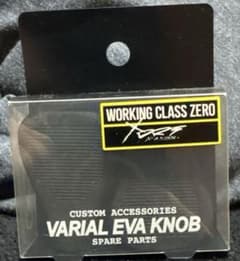 WORKING CLASS ZERO
CUSTOM ACCESSORIES
VARIAL EVA KNOB
SPARE PARTS